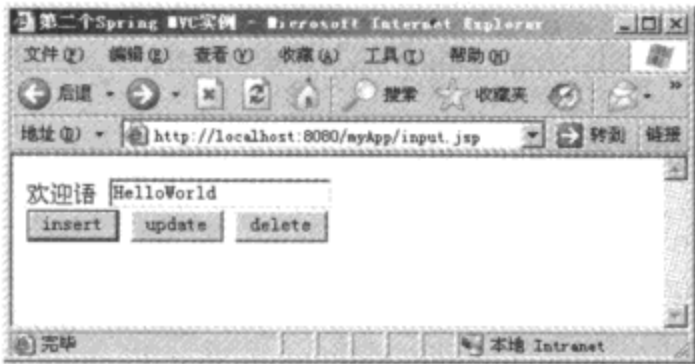 第二个Spring MVC实例 - Microsoft Internet Explorer
文件(F) 编辑(E) 查看(V) 收藏(A) 工具(T) 帮助(H)
后退 搜索 收藏夹 »
地址(D) http://localhost:8080/myApp/input.jsp 转到 链接
欢迎语 HelloWorld
insert update delete
完毕 本地 Intranet